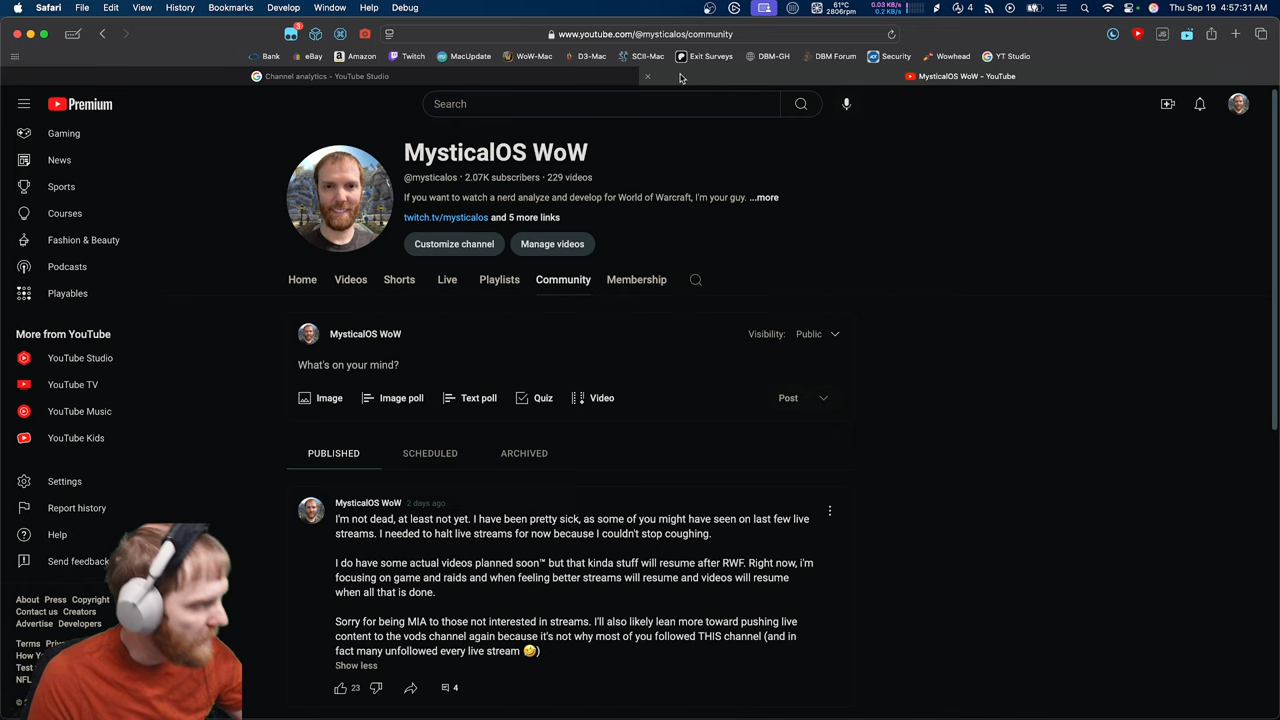 Safari File Edit View History Bookmarks Develop Window Help Debug
61°C
2806rpm
0.03 KB/s
0.2 KB/s
4
Thu Sep 19 4:57:31 AM
3
www.youtube.com/@mysticalos/community
Bank eBay Amazon Twitch MacUpdate WoW-Mac D3-Mac SCII-Mac Exit Surveys DBM-GH DBM Forum Security Wowhead YT Studio
Channel analytics - YouTube Studio
MysticalOS WoW - YouTube
Premium
Search
Gaming
News
Sports
Courses
Fashion & Beauty
Podcasts
Playables
More from YouTube
YouTube Studio
YouTube TV
YouTube Music
YouTube Kids
Settings
Report history
Help
Send feedback
About Press Copyright
Contact us Creators
Advertise Developers
Terms
How Yo
Test
NFL
MysticalOS WoW
@mysticalos · 2.07K subscribers · 229 videos
If you want to watch a nerd analyze and develop for World of Warcraft, I'm your guy. ...more
twitch.tv/mysticalos and 5 more links
Customize channel Manage videos
Home Videos Shorts Live Playlists Community Membership
MysticalOS WoW
Visibility: Public
What's on your mind?
Image Image poll Text poll Quiz Video Post
PUBLISHED SCHEDULED ARCHIVED
MysticalOS WoW 2 days ago
I'm not dead, at least not yet. I have been pretty sick, as some of you might have seen on last few live
streams. I needed to halt live streams for now because I couldn't stop coughing.
I do have some actual videos planned soon™ but that kinda stuff will resume after RWF. Right now, i'm
focusing on game and raids and when feeling better streams will resume and videos will resume
when all that is done.
Sorry for being MIA to those not interested in streams. I'll also likely lean more toward pushing live
content to the vods channel again because it's not why most of you followed THIS channel (and in
fact many unfollowed every live stream 🤣)
Show less
23 4